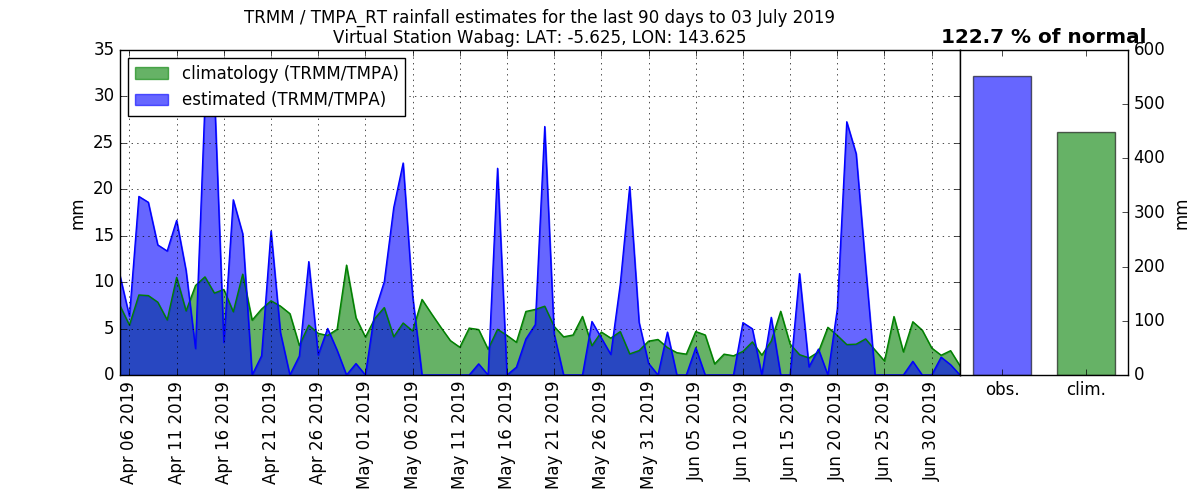 TRMM / TMPA_RT rainfall estimates for the last 90 days to 03 July 2019
Virtual Station Wabag: LAT: -5.625, LON: 143.625
122.7 % of normal
climatology (TRMM/TMPA)
estimated (TRMM/TMPA)
35
30
25
20
15
10
5
0
mm
Apr 06 2019
Apr 11 2019
Apr 16 2019
Apr 21 2019
Apr 26 2019
May 01 2019
May 06 2019
May 11 2019
May 16 2019
May 21 2019
May 26 2019
May 31 2019
Jun 05 2019
Jun 10 2019
Jun 15 2019
Jun 20 2019
Jun 25 2019
Jun 30 2019
obs.
clim.
600
500
400
300
200
100
0
mm